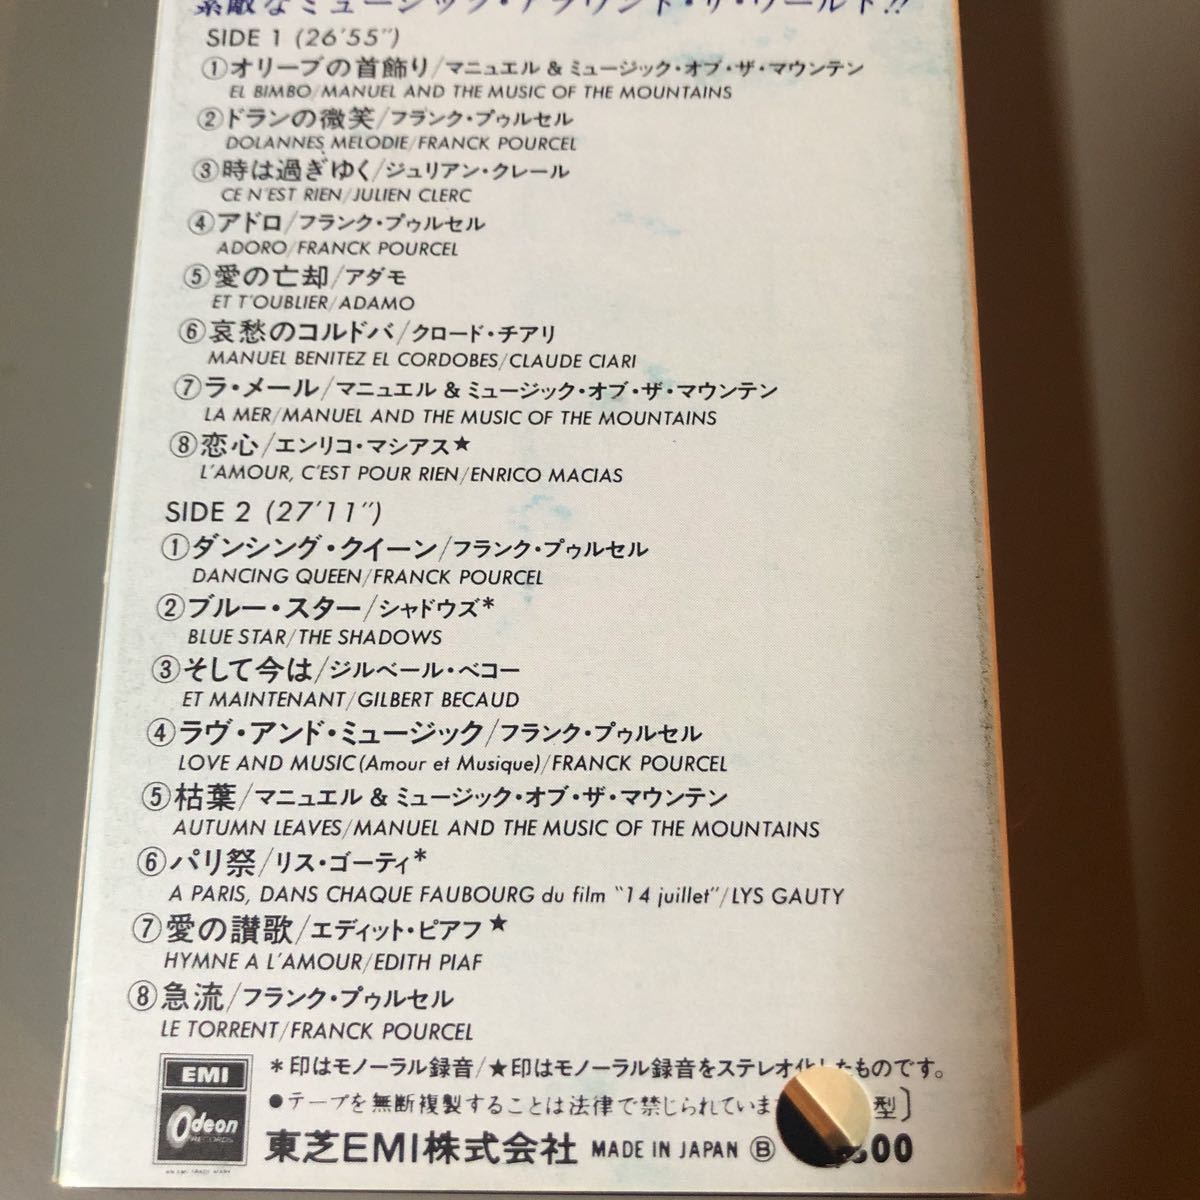 素敵なミュージック・アラウンド・ザ・ワールド!!
SIDE 1 (26'55")
①オリーブの首飾り/マニュエル & ミュージック・オブ・ザ・マウンテン
EL BIMBO/MANUEL AND THE MUSIC OF THE MOUNTAINS
②ドランの微笑/フランク・プゥルセル
DOLANNES MELODIE/FRANCK POURCEL
③時は過ぎゆく/ジュリアン・クレール
CE N'EST RIEN/JULIEN CLERC
④アドロ/フランク・プゥルセル
ADORO/FRANCK POURCEL
⑤愛の亡却/アダモ
ET T'OUBLIER/ADAMO
⑥哀愁のコルドバ/クロード・チアリ
MANUEL BENITEZ EL CORDOBES/CLAUDE CIARI
⑦ラ・メール/マニュエル & ミュージック・オブ・ザ・マウンテン
LA MER/MANUEL AND THE MUSIC OF THE MOUNTAINS
⑧恋心/エンリコ・マシアス★
L'AMOUR, C'EST POUR RIEN/ENRICO MACIAS
SIDE 2 (27'11")
①ダンシング・クイーン/フランク・プゥルセル
DANCING QUEEN/FRANCK POURCEL
②ブルー・スター/シャドウズ*
BLUE STAR/THE SHADOWS
③そして今は/ジルベール・ベコー
ET MAINTENANT/GILBERT BECAUD
④ラヴ・アンド・ミュージック/フランク・プゥルセル
LOVE AND MUSIC (Amour et Musique)/FRANCK POURCEL
⑤枯葉/マニュエル & ミュージック・オブ・ザ・マウンテン
AUTUMN LEAVES/MANUEL AND THE MUSIC OF THE MOUNTAINS
⑥パリ祭/リス・ゴーティ*
A PARIS, DANS CHAQUE FAUBOURG du film "14 juillet"/LYS GAUTY
⑦愛の讃歌/エディット・ピアフ★
HYMNE A L'AMOUR/EDITH PIAF
⑧急流/フランク・プゥルセル
LE TORRENT/FRANCK POURCEL
*印はモノーラル録音/★印はモノーラル録音をステレオ化したものです。
●テープを無断複製することは法律で禁じられていま 型〕
EMI
Odeon
RECORDS
東芝EMI株式会社 MADE IN JAPAN Ⓑ 00